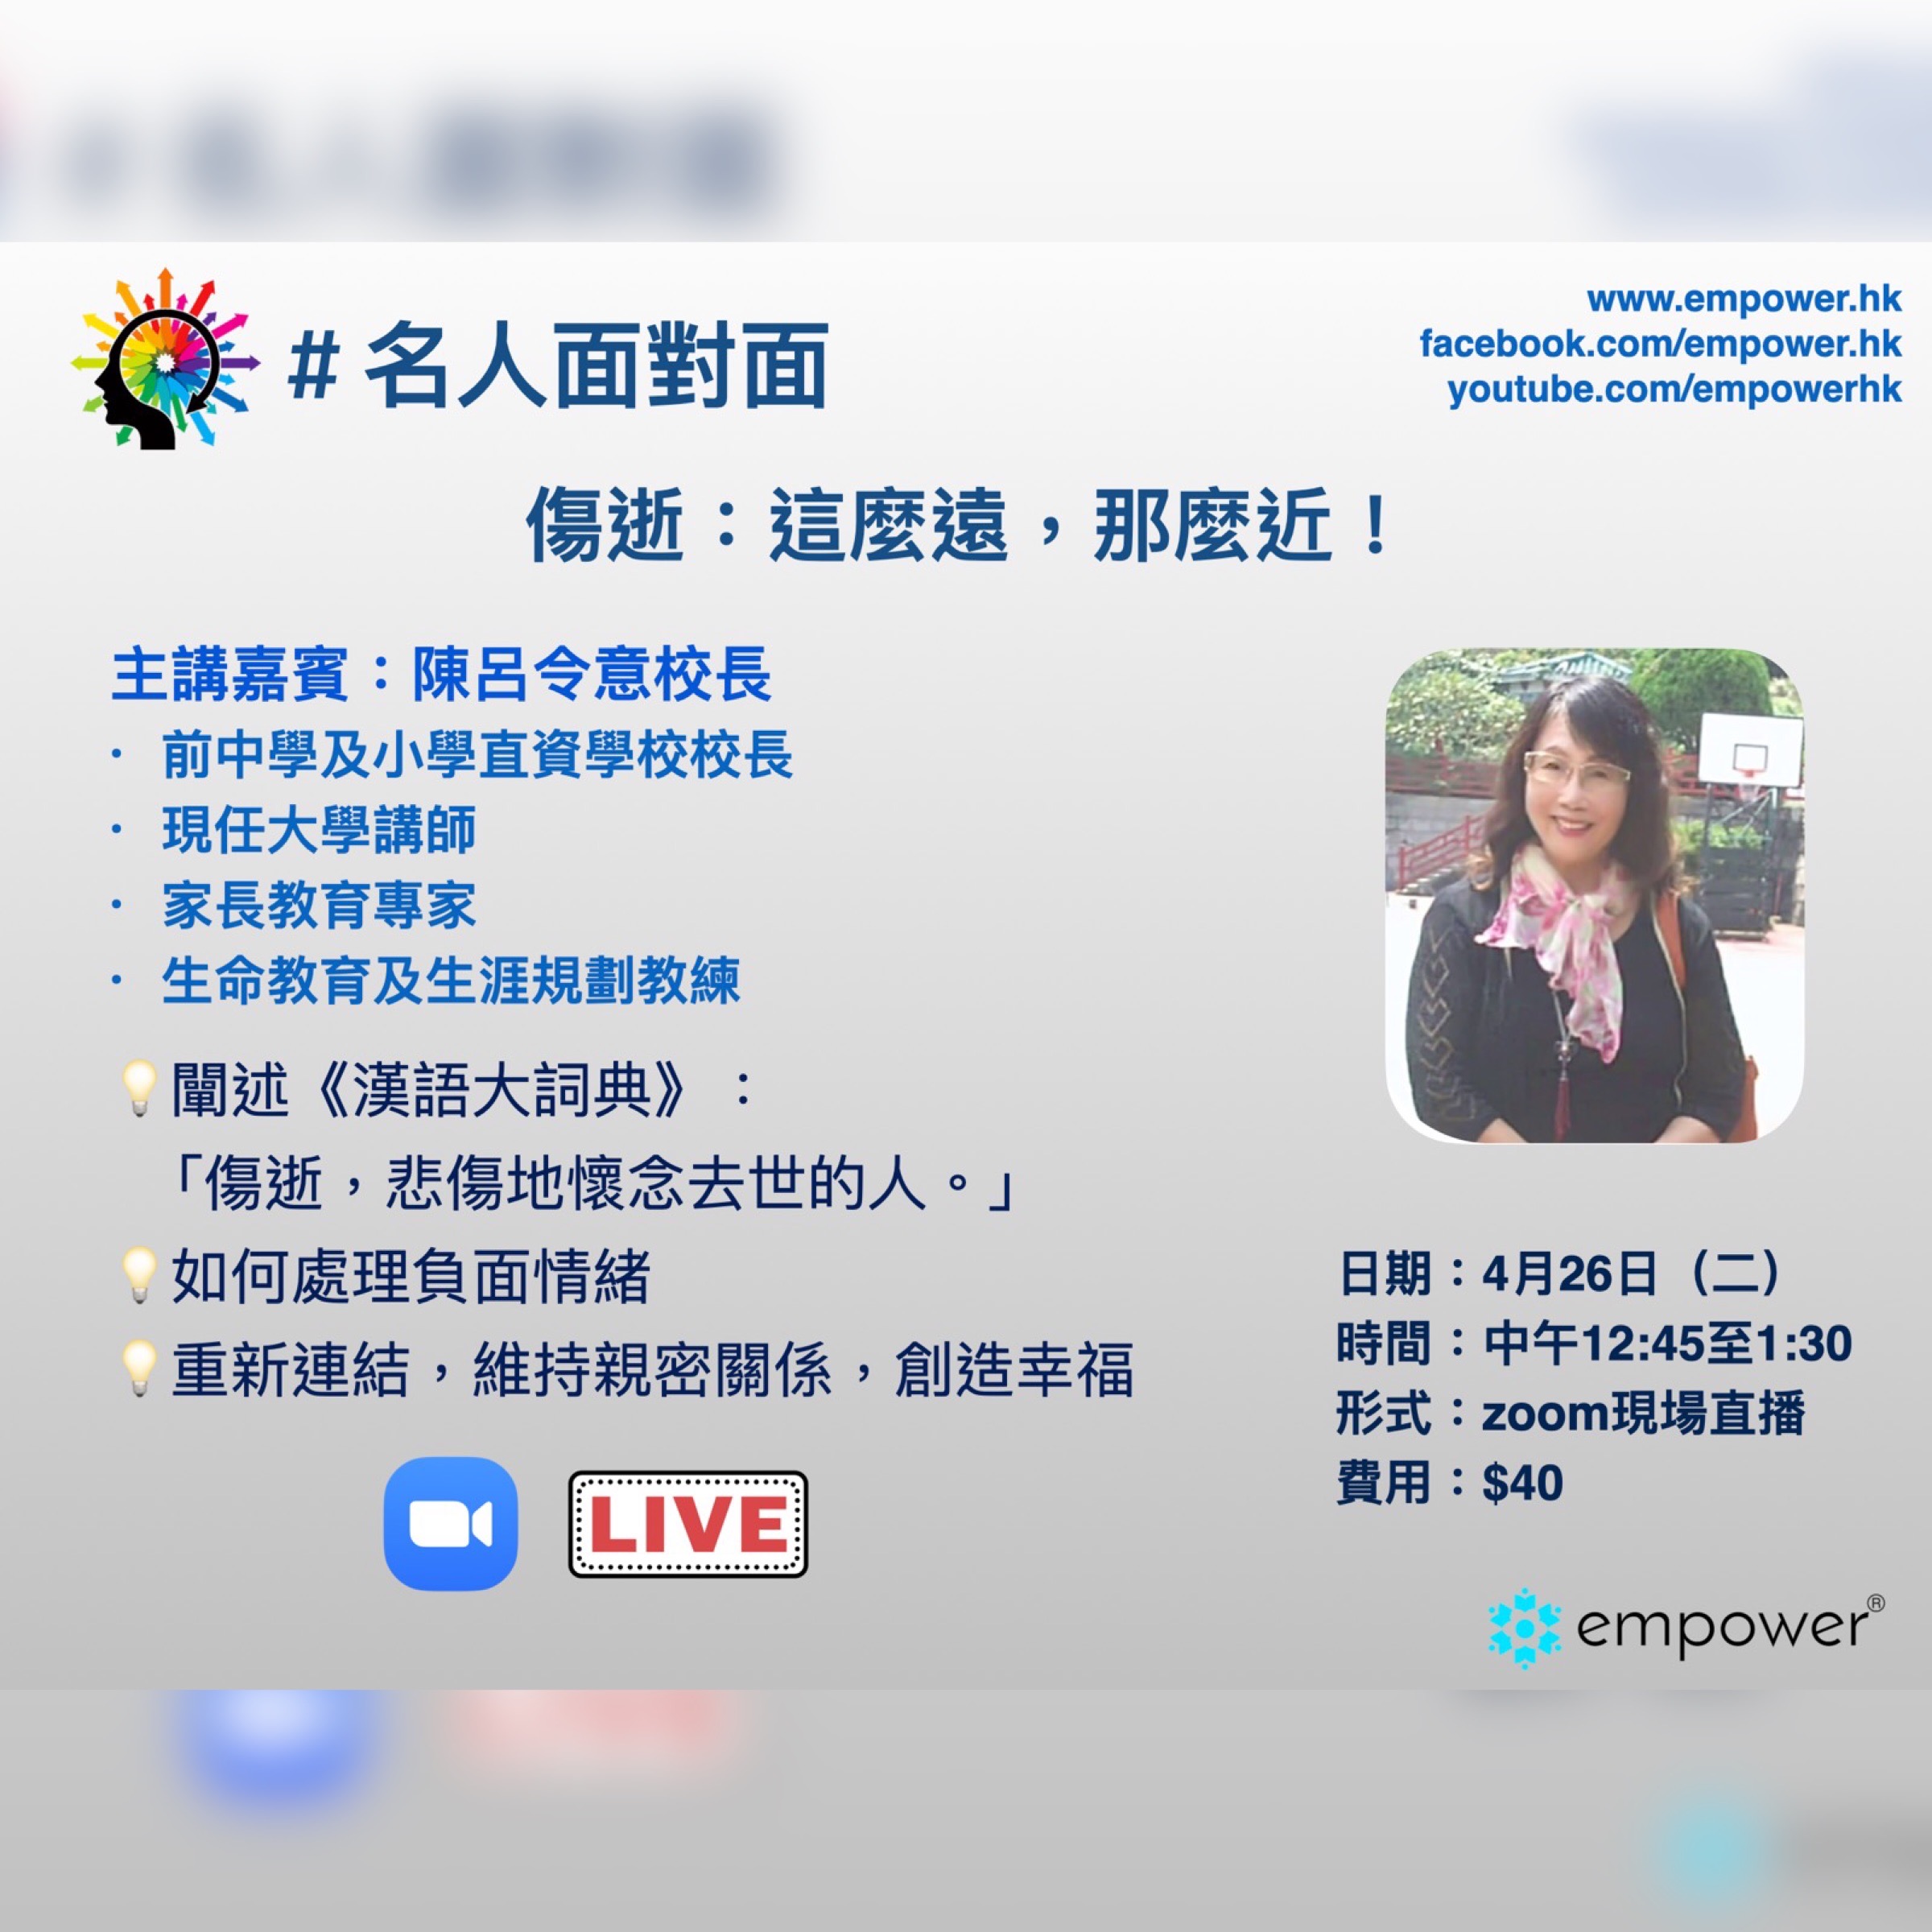 # 名人面對面
www.empower.hk
facebook.com/empower.hk
youtube.com/empowerhk
傷逝：這麼遠，那麼近！
主講嘉賓：陳呂令意校長
• 前中學及小學直資學校校長
• 現任大學講師
• 家長教育專家
• 生命教育及生涯規劃教練
💡闡述《漢語大詞典》：
「傷逝，悲傷地懷念去世的人。」
💡如何處理負面情緒
💡重新連結，維持親密關係，創造幸福
LIVE
日期：4月26日（二）
時間：中午12:45至1:30
形式：zoom現場直播
費用：$40
empower®